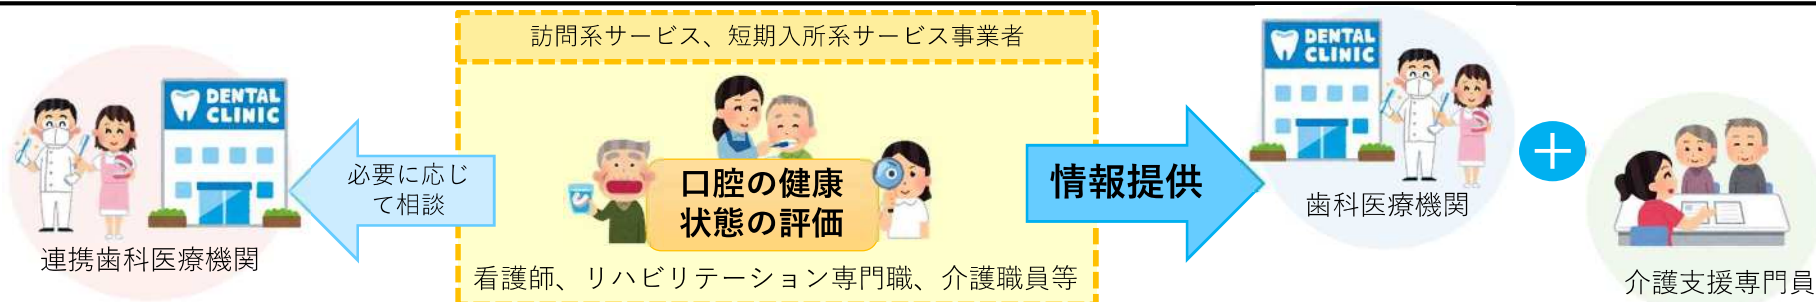 訪問系サービス、短期入所系サービス事業者
DENTAL
CLINIC
必要に応じ
て相談
連携歯科医療機関
口腔の健康
状態の評価
看護師、リハビリテーション専門職、介護職員等
情報提供
DENTAL
CLINIC
歯科医療機関
+
介護支援専門員